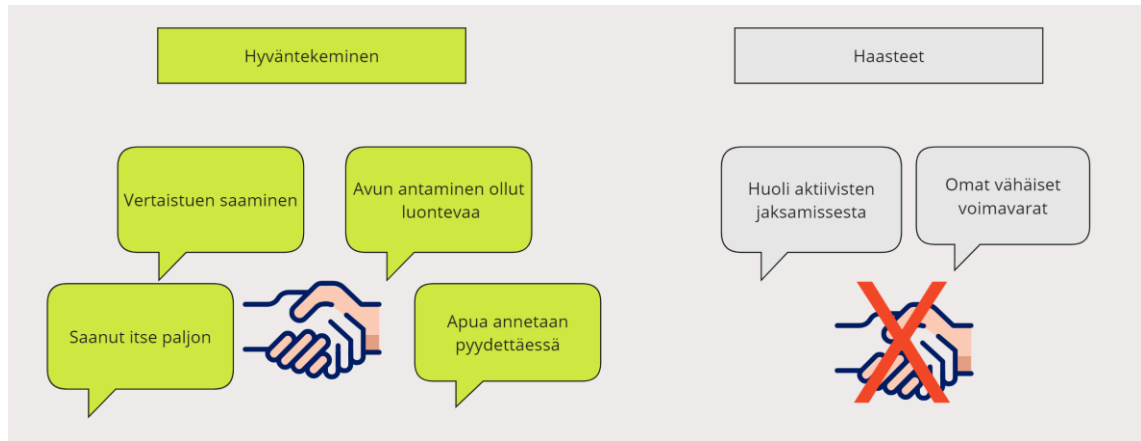 Hyväntekeminen
Haasteet
Vertaistuen saaminen
Avun antaminen ollut
luontevaa
Saanut itse paljon
Apua annetaan
pyydettäessä
Huoli aktiivisten
jaksamissesta
Omat vähäiset
voimavarat